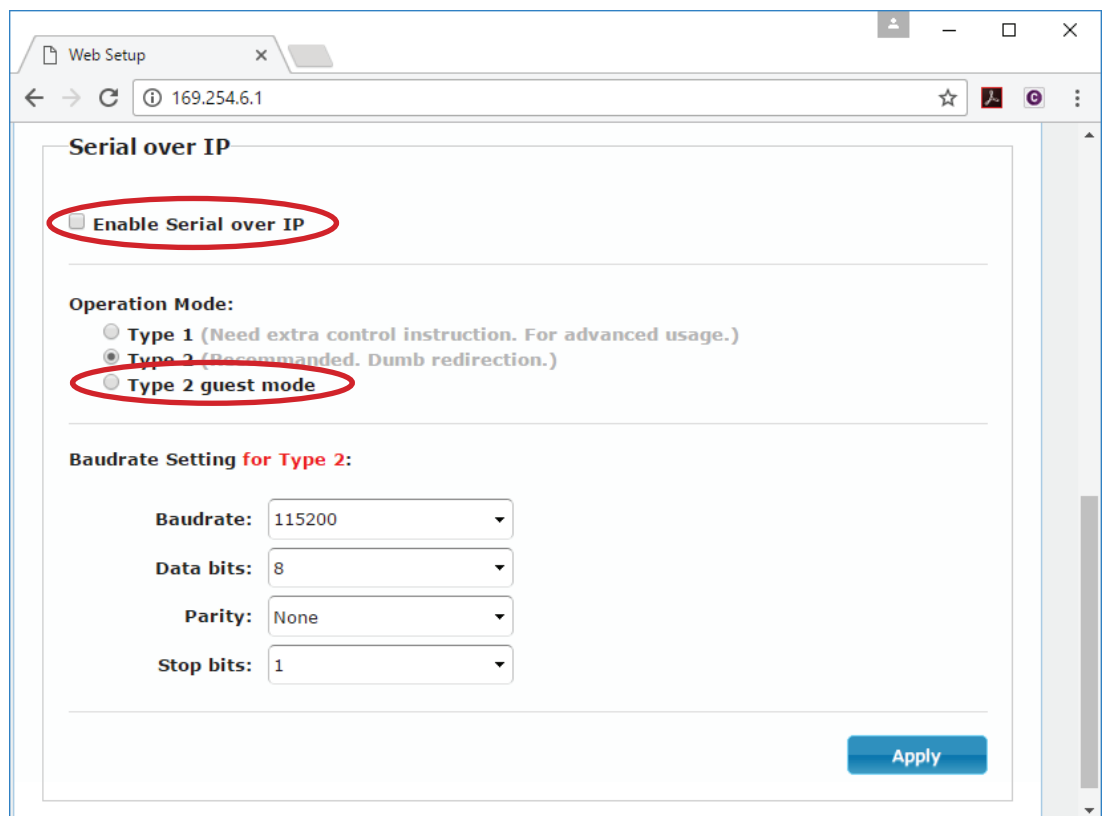 Web Setup
169.254.6.1
Serial over IP
Enable Serial over IP
Operation Mode:
Type 1 (Need extra control instruction. For advanced usage.)
Type 2 (Recommanded. Dumb redirection.)
Type 2 guest mode
Baudrate Setting for Type 2:
Baudrate: 115200
Data bits: 8
Parity: None
Stop bits: 1
Apply